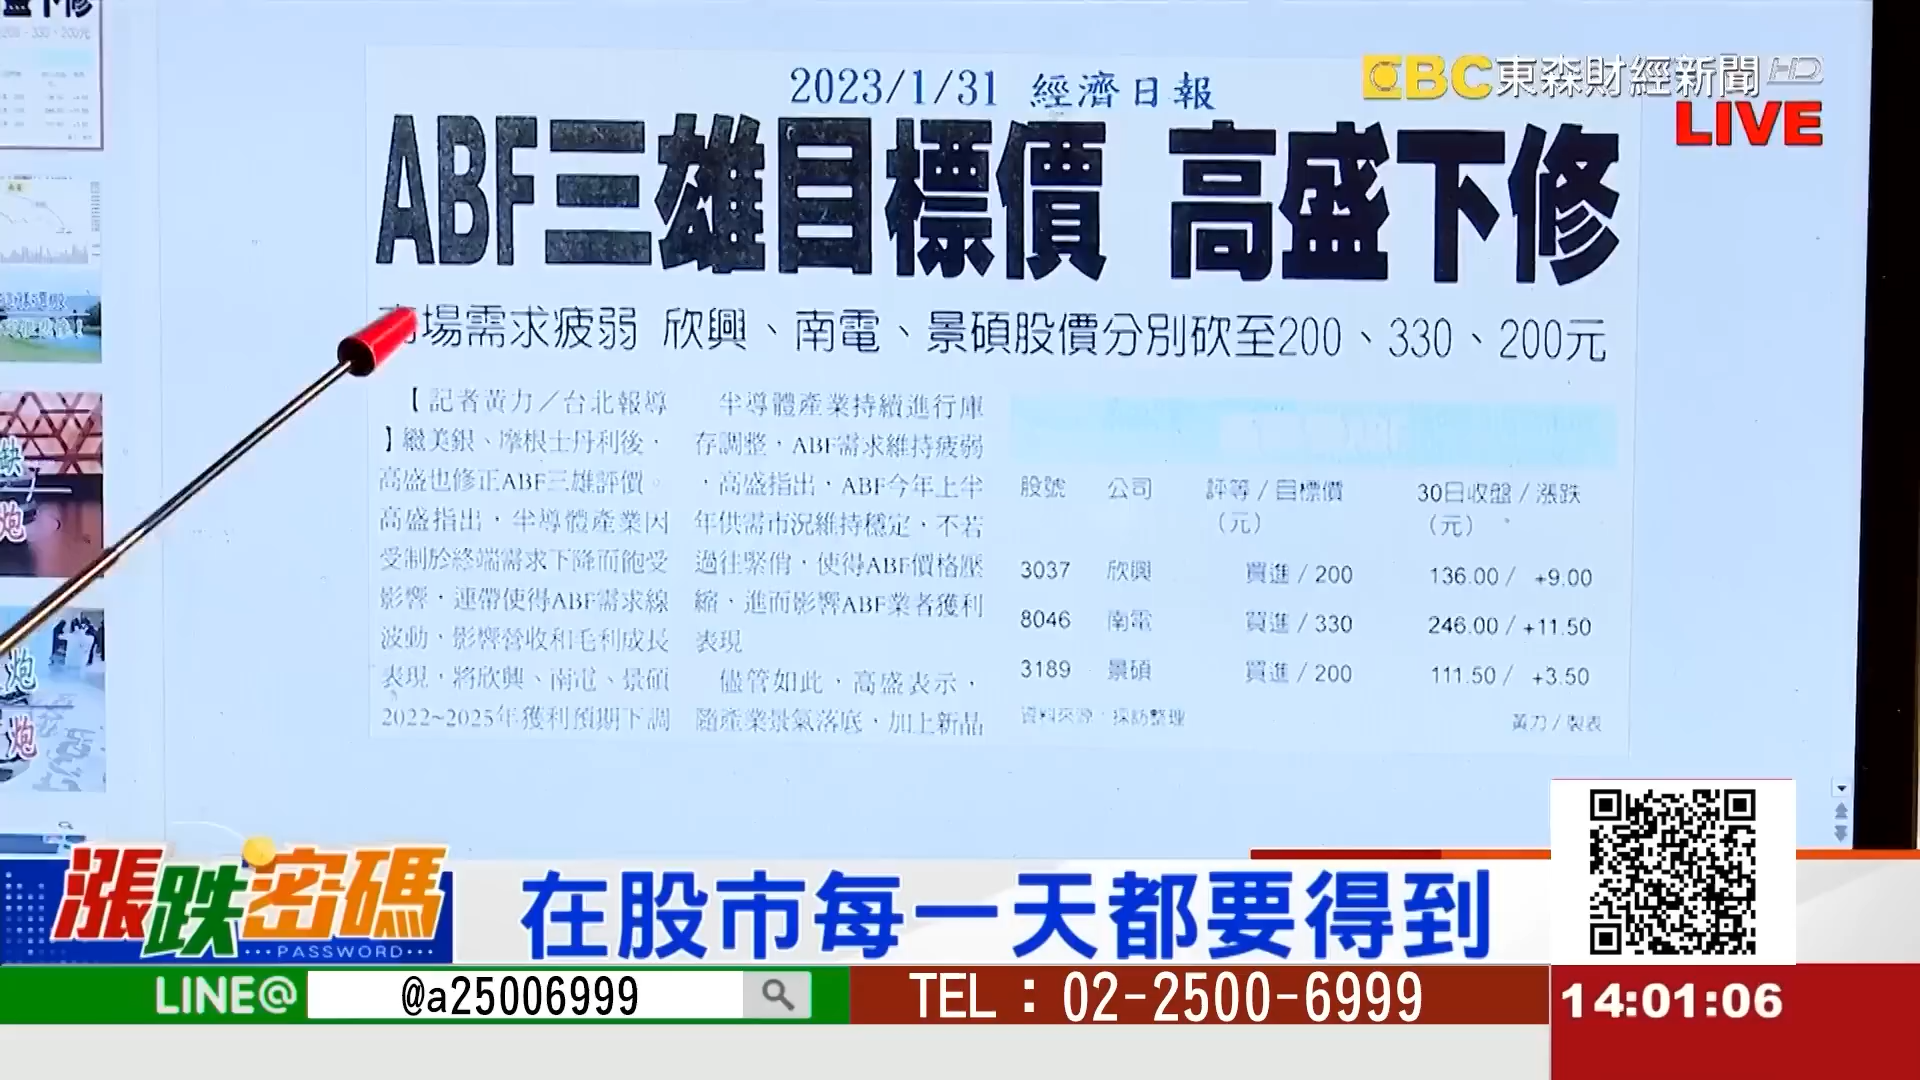 2023/1/31 經濟日報
EBC東森財經新聞 HD
LIVE
ABF三雄目標價 高盛下修
市場需求疲弱 欣興、南電、景碩股價分別砍至200、330、200元
【記者黃力／台北報導
】繼美銀、摩根士丹利後，
高盛也修正ABF三雄評價。
高盛指出，半導體產業因
受制於終端需求下降而飽受
影響，連帶使得ABF需求線
波動，影響營收和毛利成長
表現，將欣興、南電、景碩
2022~2025年獲利預期下調
半導體產業持續進行庫
存調整，ABF需求維持疲弱
，高盛指出，ABF今年上半
年供需市況維持穩定，不若
過往緊俏，使得ABF價格壓
縮，進而影響ABF業者獲利
表現
儘管如此，高盛表示，
隨產業景氣落底，加上新品
股號 公司 評等/目標價（元） 30日收盤/漲跌（元）
3037 欣興 買進/200 136.00/ +9.00
8046 南電 買進/330 246.00/ +11.50
3189 景碩 買進/200 111.50/ +3.50
資料來源：採訪整理 黃力/製表
漲跌密碼
PASSWORD
在股市每一天都要得到
LINE@ @a25006999
TEL：02-2500-6999
14:01:06